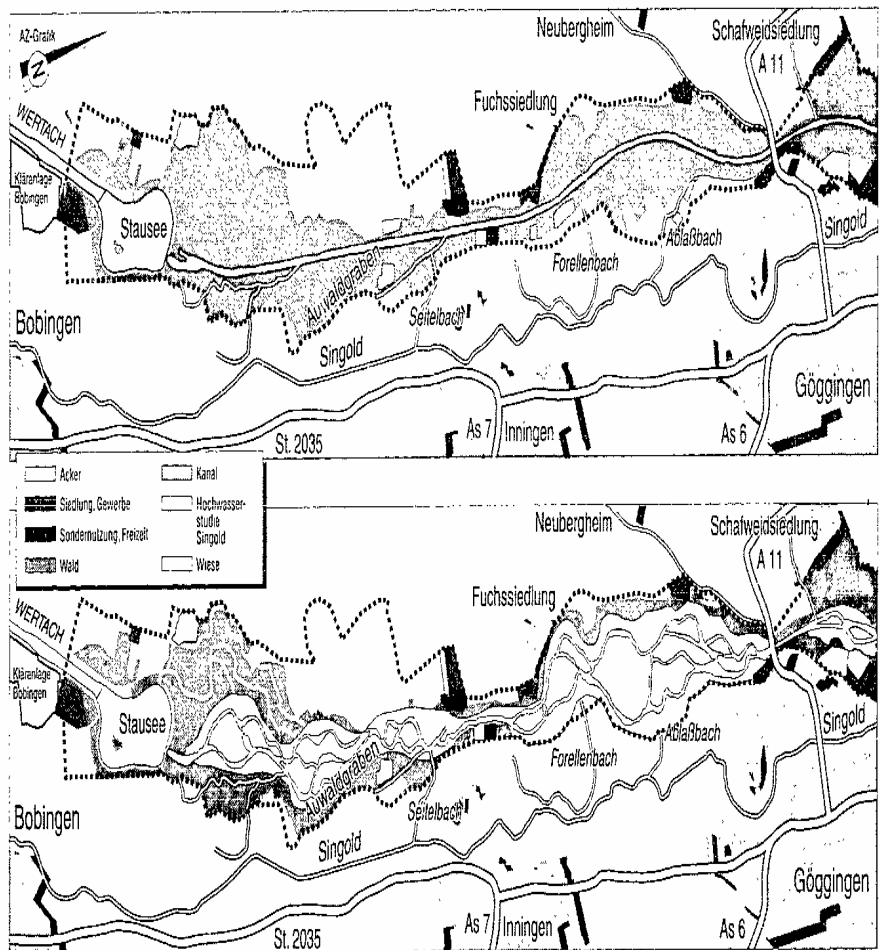 Neubergheim
Schafweidsiedlung
AZ-Grafik
A 11
N
Fuchssiedlung
WERTACH
Kläranlage
Bobingen
Stausee
Singold
Ablaßbach
Forellenbach
Auwaldgraben
Bobingen
Seitelbach
Singold
Göggingen
As 7
Inningen
As 6
St. 2035
Acker
Kanal
Siedlung, Gewerbe
Hochwasser-
studie
Singold
Sondernutzung, Freizeit
Wald
Wiese
Neubergheim
Schafweidsiedlung
A 11
Fuchssiedlung
WERTACH
Kläranlage
Bobingen
Stausee
Singold
Ablaßbach
Forellenbach
Auwaldgraben
Bobingen
Seitelbach
Singold
Göggingen
As 7
Inningen
As 6
St. 2035